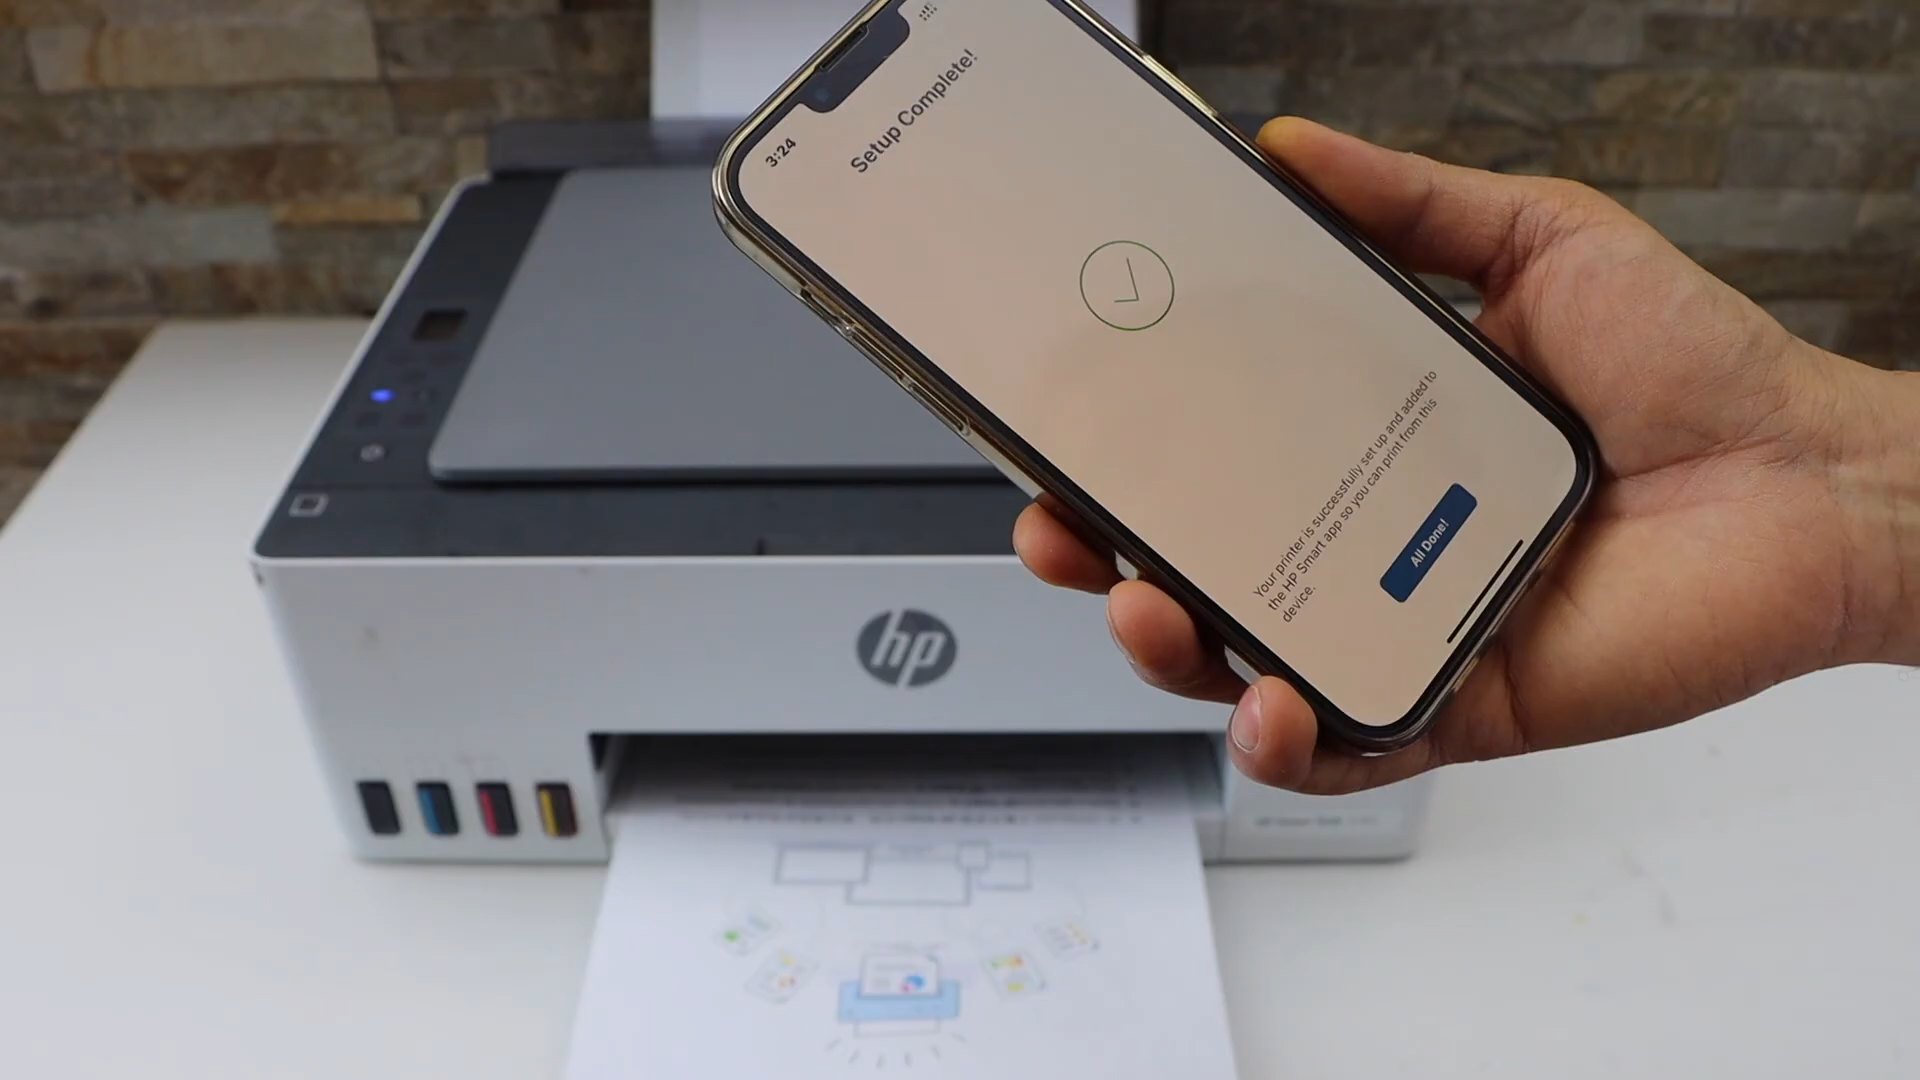 3:24
Setup Complete!
Your printer is successfully set up and added to
the HP Smart app so you can print from this
device.
All Done!
hp